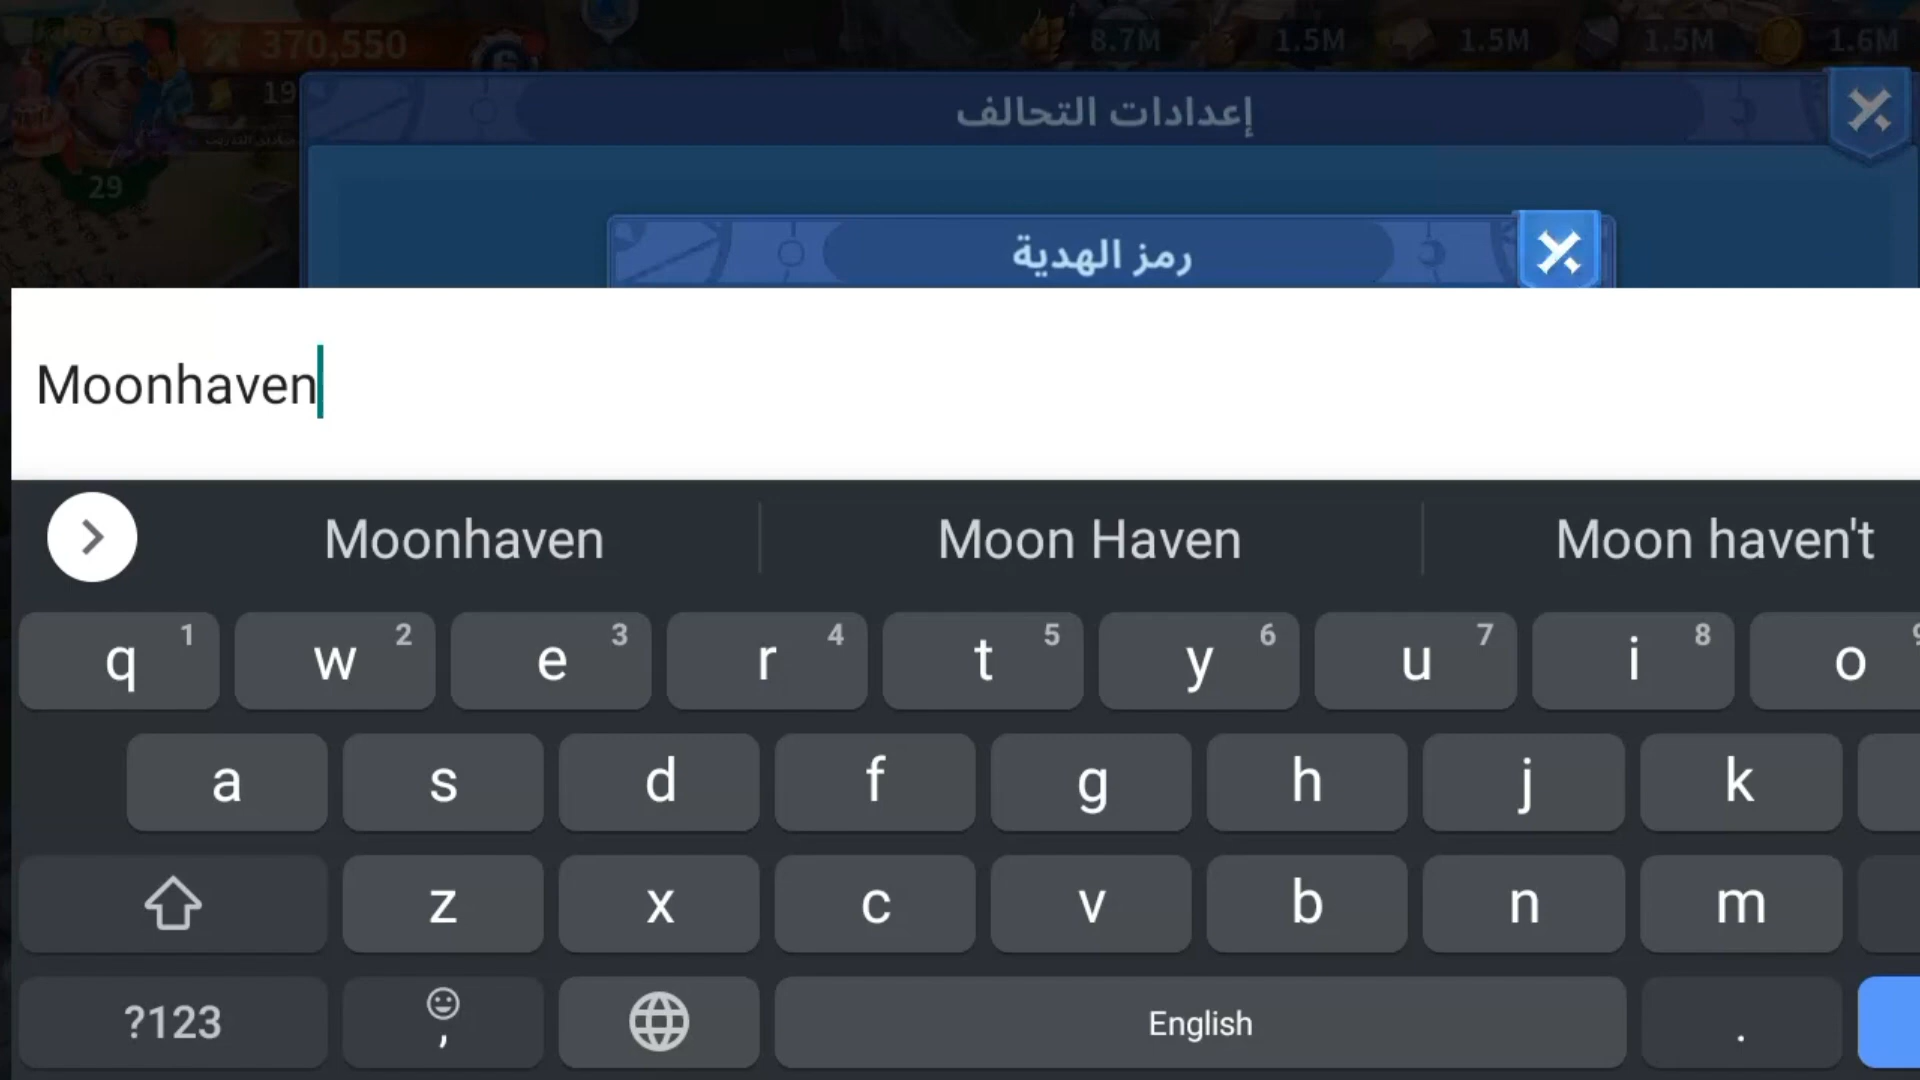 370,550
8.7M 1.5M 1.5M 1.5M 1.6M
19
إعدادات التحالف
29
رمز الهدية
Moonhaven
Moonhaven Moon Haven Moon haven't
q 1 w 2 e 3 r 4 t 5 y 6 u 7 i 8 o 9
a s d f g h j k
z x c v b n m
?123 , English .